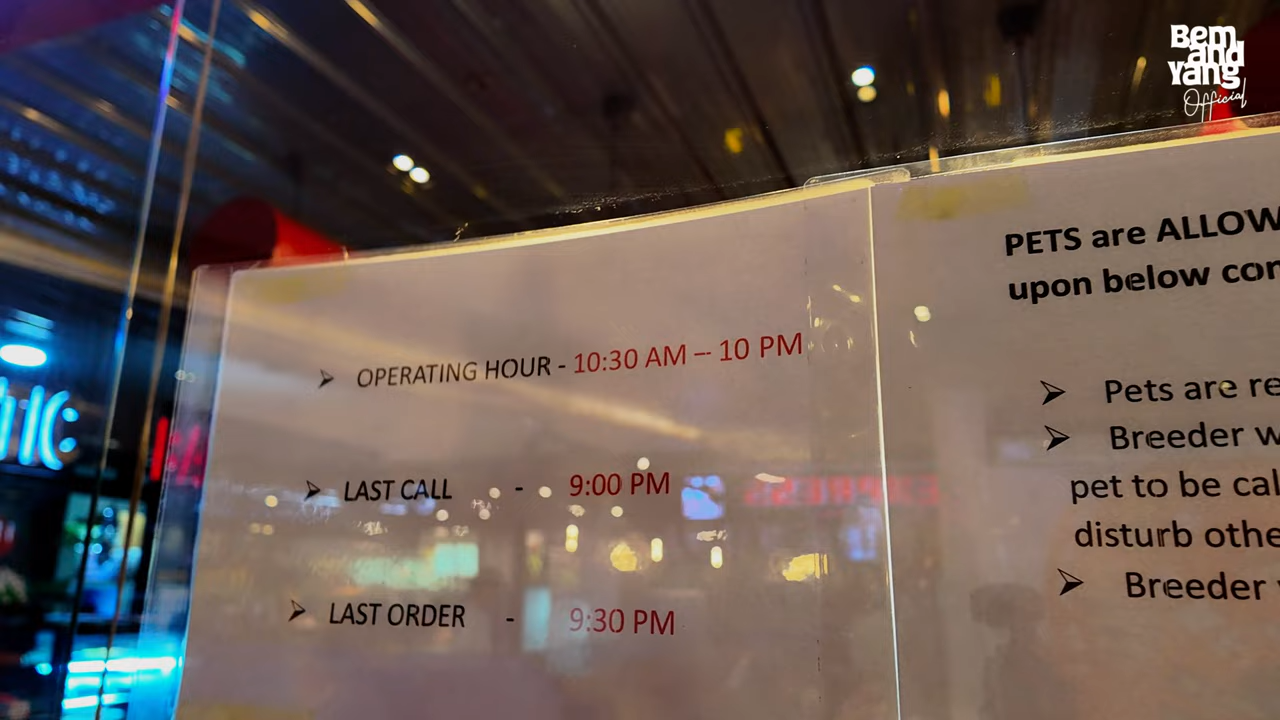 Bem
and
Yang
Official
OPERATING HOUR - 10:30 AM – 10 PM
LAST CALL - 9:00 PM
LAST ORDER - 9:30 PM
PETS are ALLOW
upon below con
Pets are re
Breeder w
pet to be cal
disturb othe
Breeder